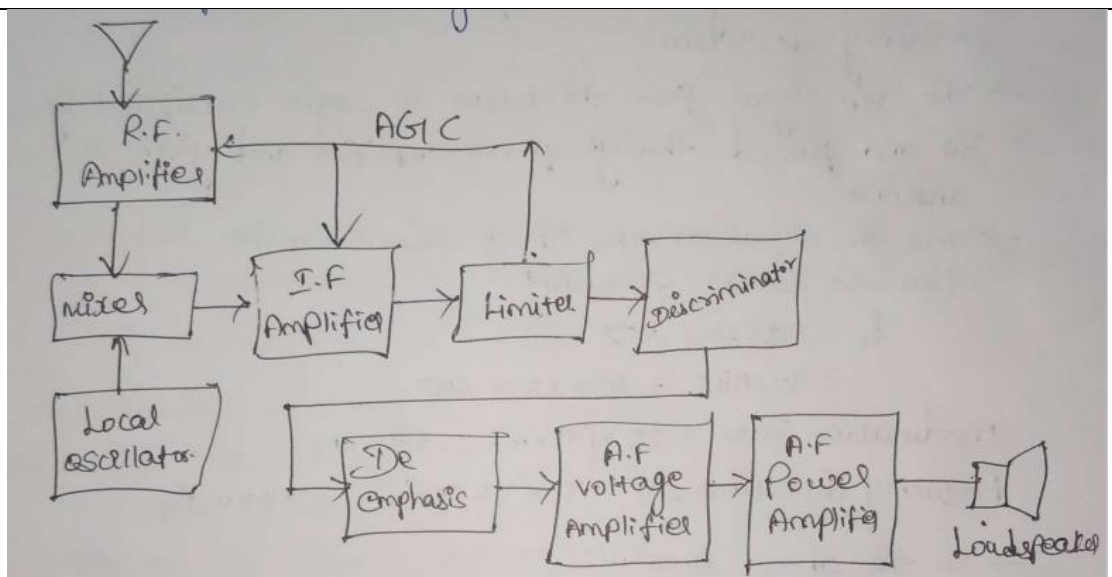 R.F.
Amplifier
AGC
Mixer
I.F
Amplifier
Limiter
Discriminator
Local
Oscillator.
De
emphasis
A.F
voltage
Amplifier
A.F
Power
Amplifier
Loudspeaker